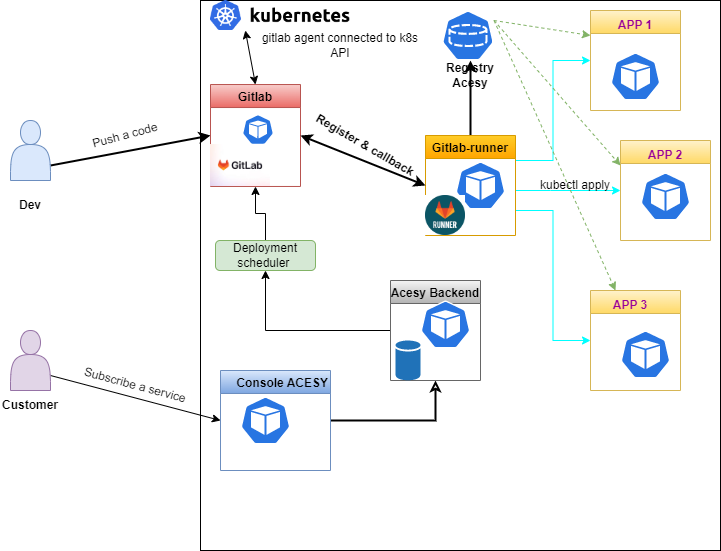 kubernetes
gitlab agent connected to k8s
API
Registry
Acesy
APP 1
Gitlab
GitLab
Push a code
Dev
Register & callback
Gitlab-runner
RUNNER
kubectl apply
APP 2
Deployment
scheduler
Acesy Backend
APP 3
Subscribe a service
Customer
Console ACESY